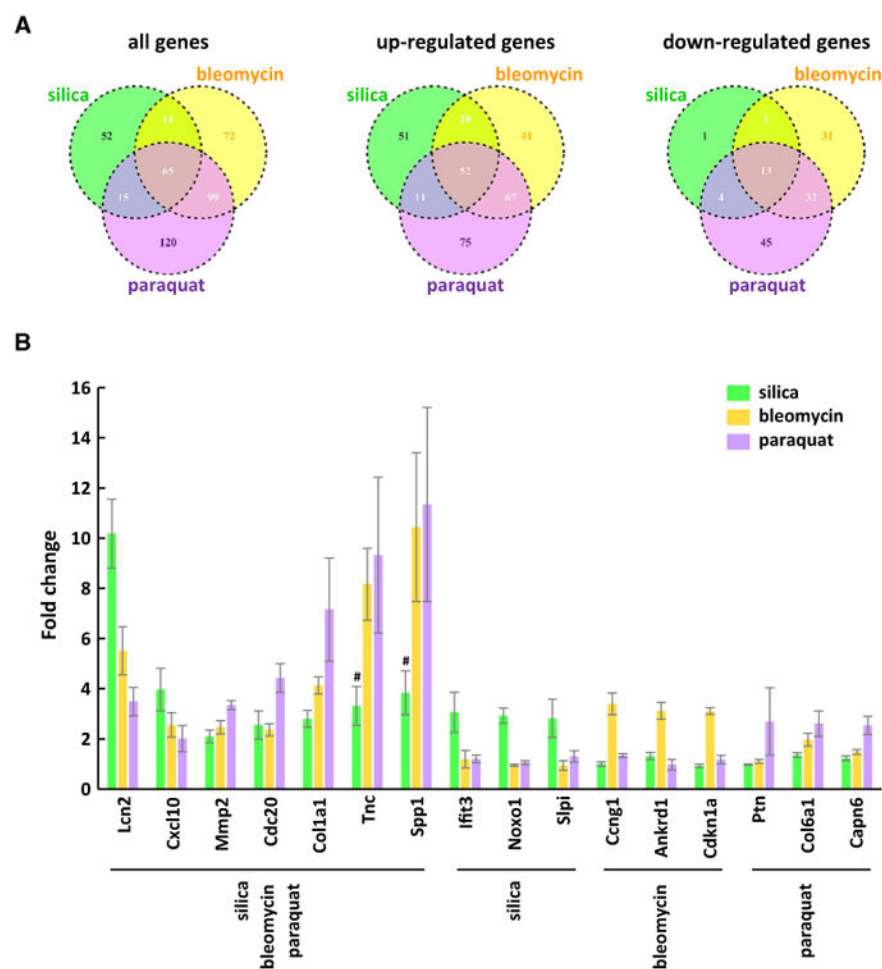 A
all genes
up-regulated genes
down-regulated genes
silica
bleomycin
52
11
72
65
15
99
120
paraquat
silica
bleomycin
51
10
41
52
11
67
75
paraquat
silica
bleomycin
1
1
31
13
4
32
45
paraquat
B
Fold change
16
14
12
10
8
6
4
2
0
silica
bleomycin
paraquat
#
#
Lcn2
Cxcl10
Mmp2
Cdc20
Col1a1
Tnc
Spp1
Ifit3
Noxo1
Slpi
Ccng1
Ankrd1
Cdkn1a
Ptn
Col6a1
Capn6
silica
bleomycin
paraquat
silica
bleomycin
paraquat